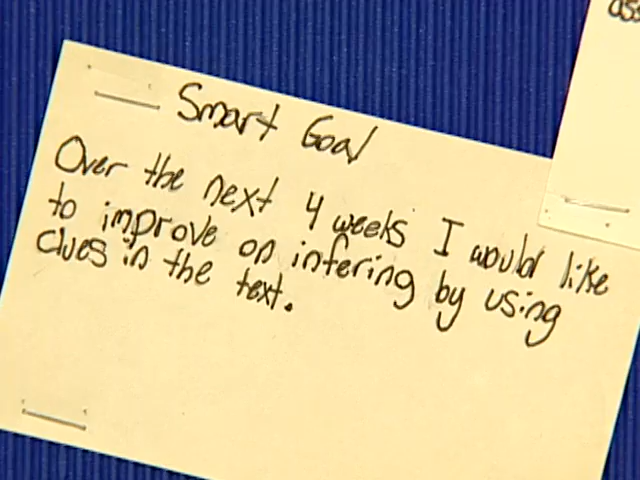 Smart Goal
Over the next 4 weeks I would like
to improve on infering by using
clues in the text.